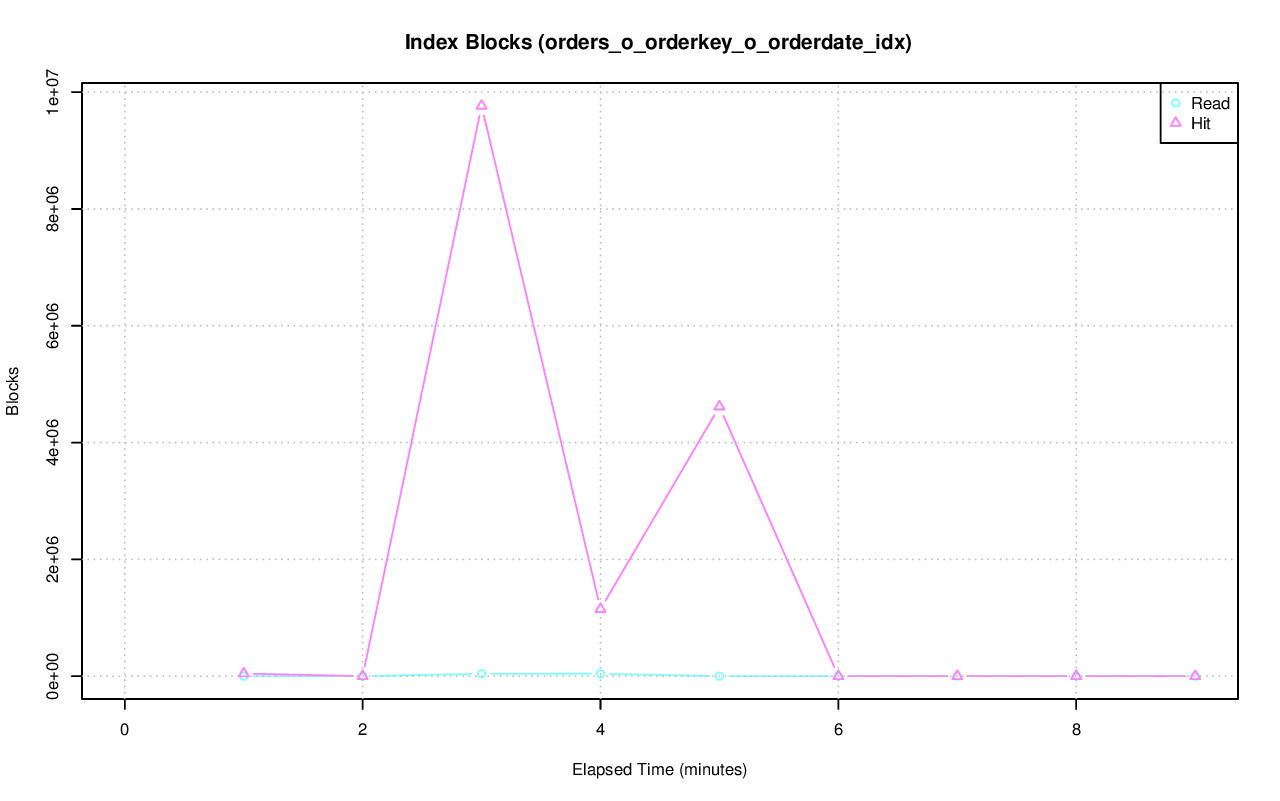 Index Blocks (orders_o_orderkey_o_orderdate_idx)
Read
Hit
1e+07
8e+06
6e+06
4e+06
2e+06
0e+00
Blocks
0 2 4 6 8
Elapsed Time (minutes)